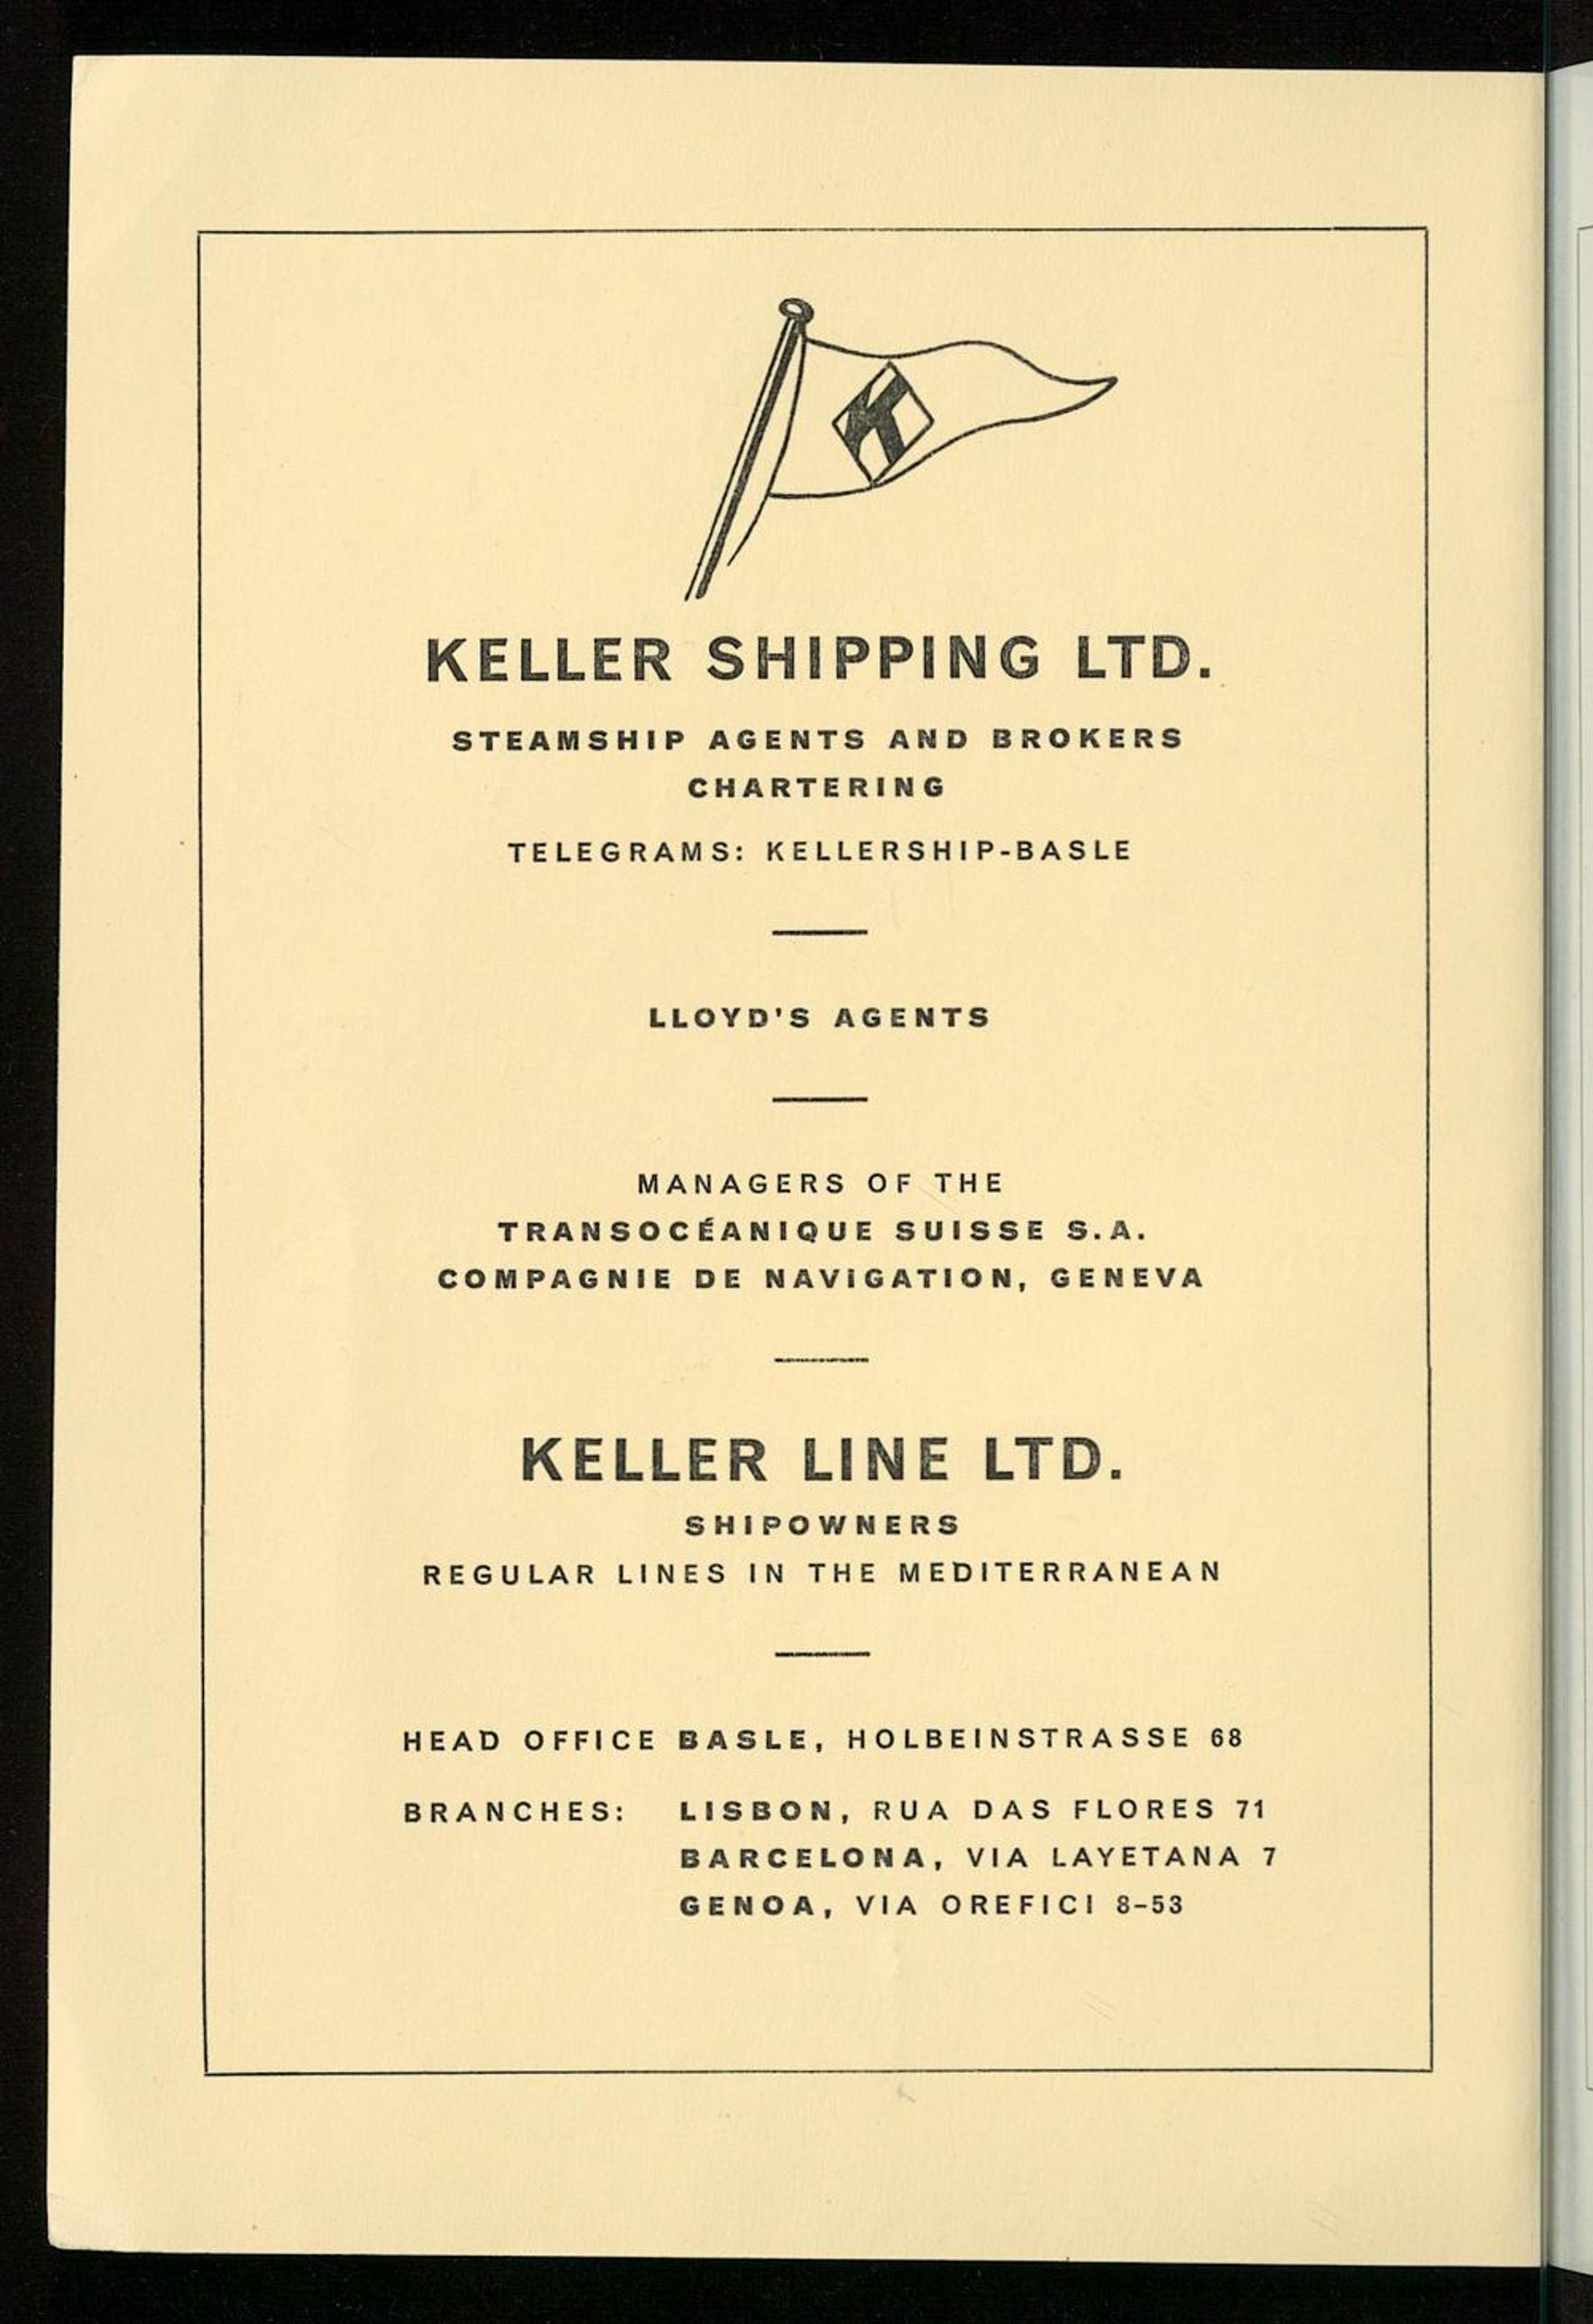 K
KELLER SHIPPING LTD.
STEAMSHIP AGENTS AND BROKERS
CHARTERING
TELEGRAMS: KELLERSHIP-BASLE
LLOYD'S AGENTS
MANAGERS OF THE
TRANSOCÉANIQUE SUISSE S.A.
COMPAGNIE DE NAVIGATION, GENEVA
KELLER LINE LTD.
SHIPOWNERS
REGULAR LINES IN THE MEDITERRANEAN
HEAD OFFICE BASLE, HOLBEINSTRASSE 68
BRANCHES: LISBON, RUA DAS FLORES 71
BARCELONA, VIA LAYETANA 7
GENOA, VIA OREFICI 8-53